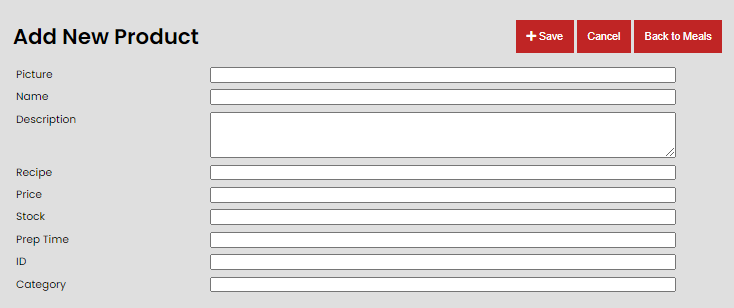 Add New Product
+ Save
Cancel
Back to Meals
Picture
Name
Description
Recipe
Price
Stock
Prep Time
ID
Category